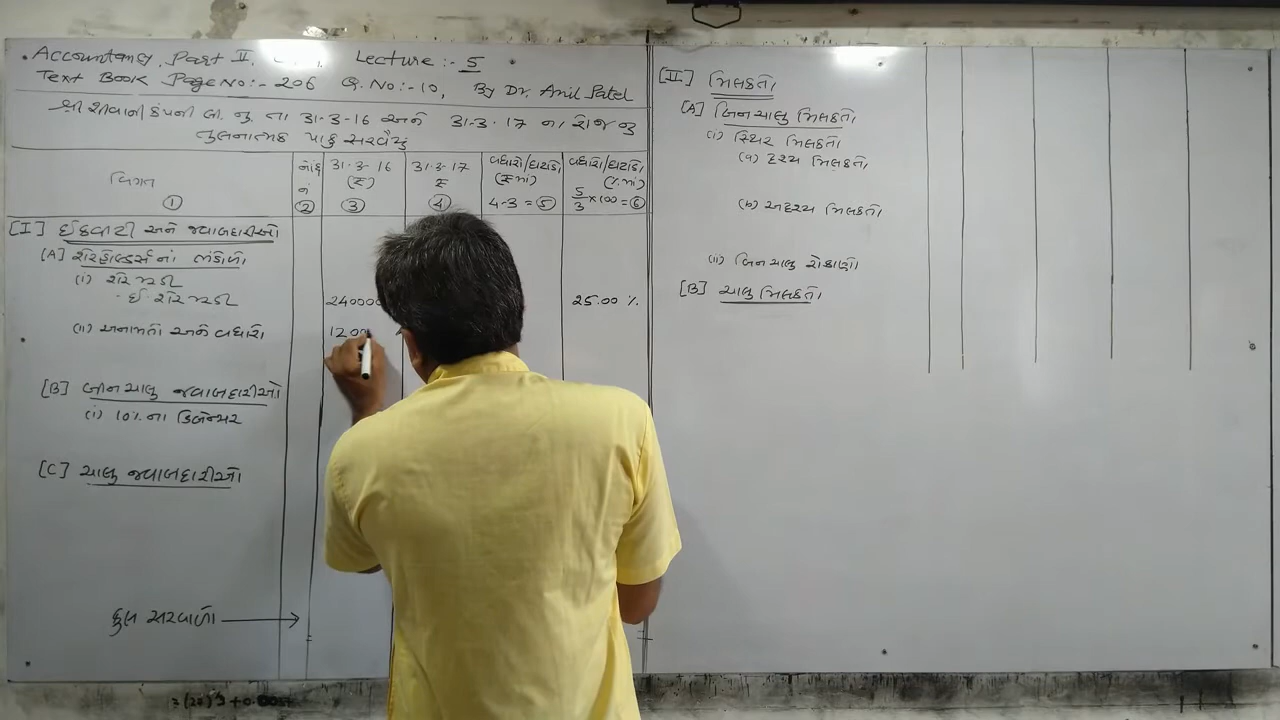 Accountancy, Part II, Lecture :- 5
Text Book Page No:- 206 Q. No:- 10, By Dr. Anil Patel
શ્રી શીવાની કંપની લી. નું તા 31-3-16 અને 31-3-17 ના રોજનું
તુલનાત્મક પાકું સરવૈયું
વિગત ①
નોંધ નં ②
31-3-16 (₹) ③
31-3-17 ₹ ④
વધારો/ઘટાડો (₹ માં) 4-3 = ⑤
વધારો/ઘટાડો (% માં) 5/3 × 100 = ⑥
[I] ઈક્વિટી અને જવાબદારીઓ
[A] શેરહોલ્ડર્સનાં ભંડોળો
(i) શેરમૂડી
ઈ. શેરમૂડી 240000 25.00 %
(ii) અનામતો અને વધારો 1200
[B] બીનચાલુ જવાબદારીઓ
(i) 10% ના ડિબેન્ચર
[C] ચાલુ જવાબદારીઓ
કુલ સરવાળો
[II] મિલકતો
[A] બિનચાલુ મિલકતો
(i) સ્થિર મિલકતો
(a) દ્રશ્ય મિલકતો
(b) અદ્રશ્ય મિલકતો
(ii) બિનચાલુ રોકાણો
[B] ચાલુ મિલકતો